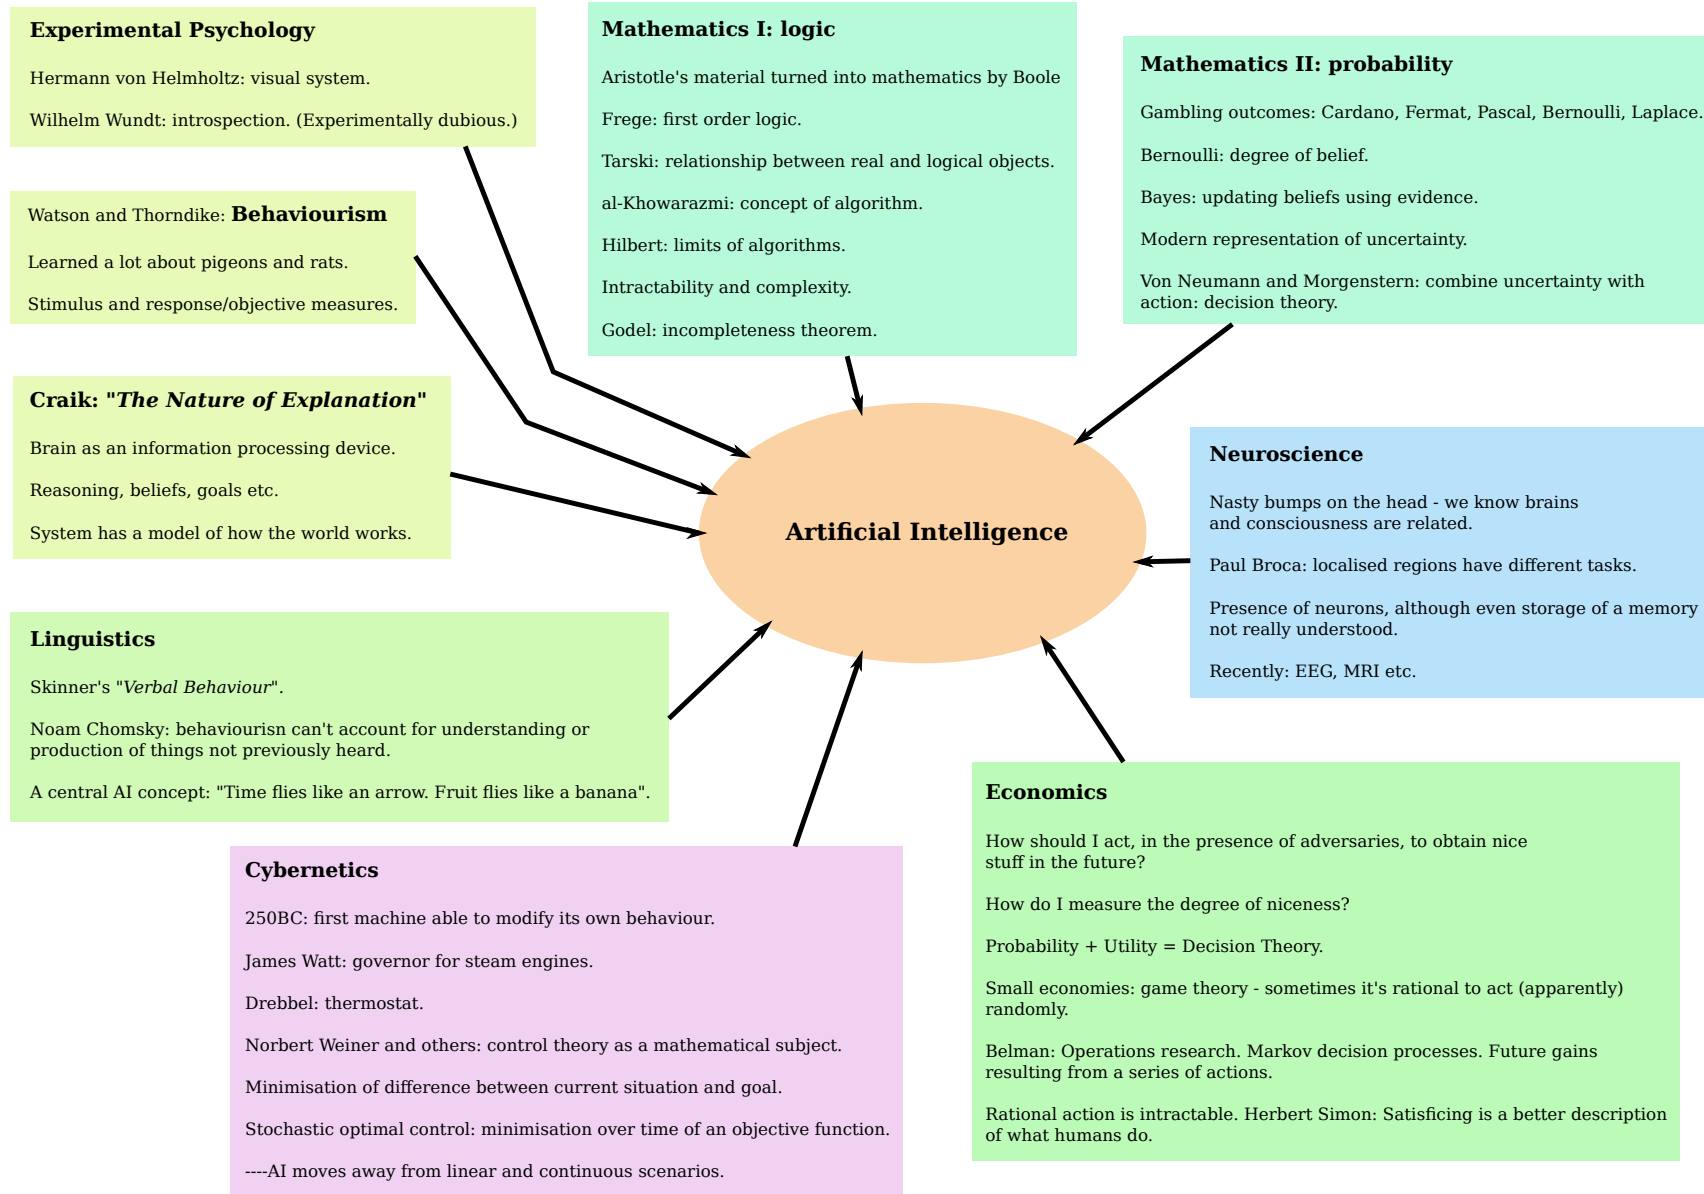 Experimental Psychology
Hermann von Helmholtz: visual system.
Wilhelm Wundt: introspection. (Experimentally dubious.)
Watson and Thorndike: Behaviourism
Learned a lot about pigeons and rats.
Stimulus and response/objective measures.
Craik: "The Nature of Explanation"
Brain as an information processing device.
Reasoning, beliefs, goals etc.
System has a model of how the world works.
Linguistics
Skinner's "Verbal Behaviour".
Noam Chomsky: behaviourisn can't account for understanding or
production of things not previously heard.
A central AI concept: "Time flies like an arrow. Fruit flies like a banana".
Cybernetics
250BC: first machine able to modify its own behaviour.
James Watt: governor for steam engines.
Drebbel: thermostat.
Norbert Weiner and others: control theory as a mathematical subject.
Minimisation of difference between current situation and goal.
Stochastic optimal control: minimisation over time of an objective function.
----AI moves away from linear and continuous scenarios.
Mathematics I: logic
Aristotle's material turned into mathematics by Boole
Frege: first order logic.
Tarski: relationship between real and logical objects.
al-Khowarazmi: concept of algorithm.
Hilbert: limits of algorithms.
Intractability and complexity.
Godel: incompleteness theorem.
Artificial Intelligence
Mathematics II: probability
Gambling outcomes: Cardano, Fermat, Pascal, Bernoulli, Laplace.
Bernoulli: degree of belief.
Bayes: updating beliefs using evidence.
Modern representation of uncertainty.
Von Neumann and Morgenstern: combine uncertainty with
action: decision theory.
Neuroscience
Nasty bumps on the head - we know brains
and consciousness are related.
Paul Broca: localised regions have different tasks.
Presence of neurons, although even storage of a memory
not really understood.
Recently: EEG, MRI etc.
Economics
How should I act, in the presence of adversaries, to obtain nice
stuff in the future?
How do I measure the degree of niceness?
Probability + Utility = Decision Theory.
Small economies: game theory - sometimes it's rational to act (apparently)
randomly.
Belman: Operations research. Markov decision processes. Future gains
resulting from a series of actions.
Rational action is intractable. Herbert Simon: Satisficing is a better description
of what humans do.